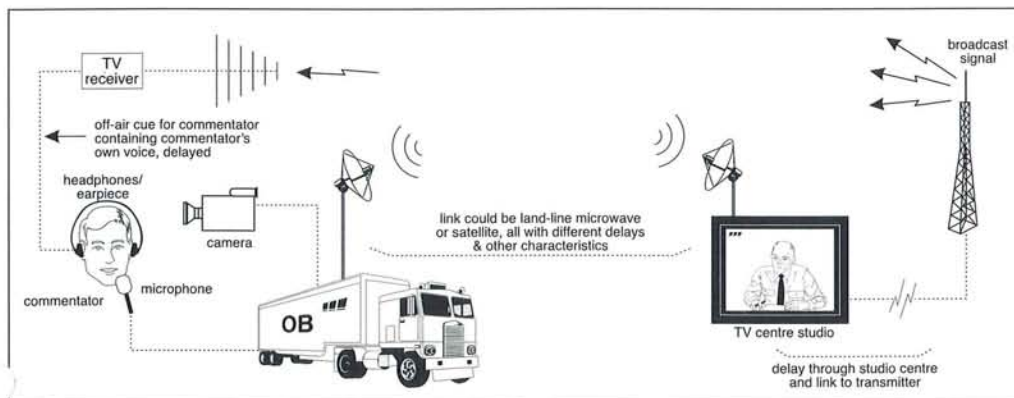 TV
receiver
off-air cue for commentator
containing commentator's
own voice, delayed
headphones/
earpiece
camera
commentator
microphone
OB
link could be land-line microwave
or satellite, all with different delays
& other characteristics
broadcast
signal
TV centre studio
delay through studio centre
and link to transmitter